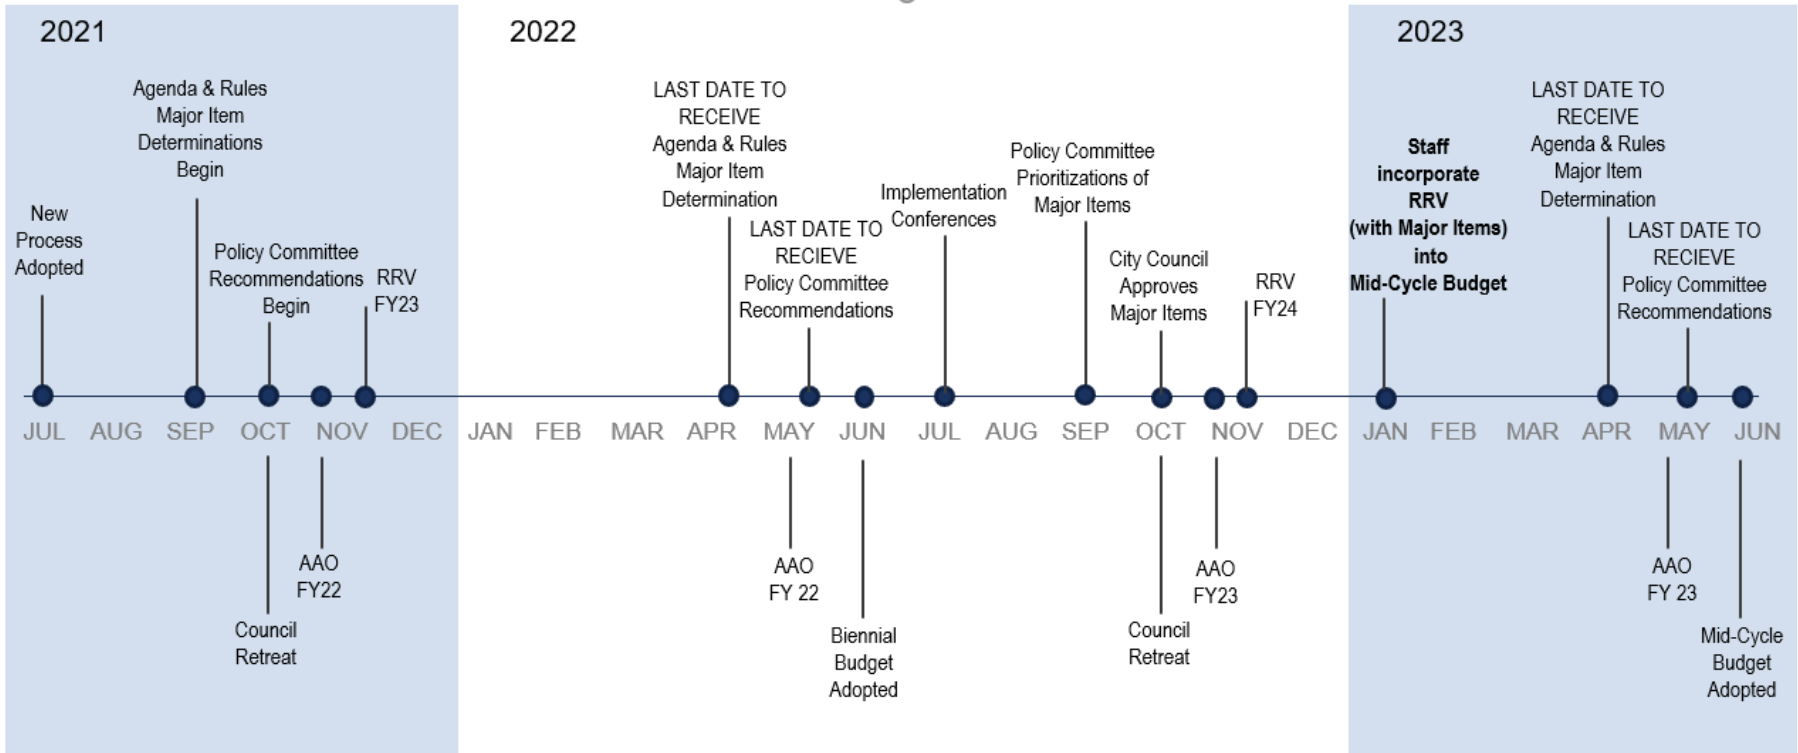 2021
2022
2023
Agenda & Rules
Major Item
Determinations
Begin
New
Process
Adopted
Policy Committee
Recommendations
Begin
RRV
FY23
LAST DATE TO
RECEIVE
Agenda & Rules
Major Item
Determination
LAST DATE TO
RECIEVE
Policy Committee
Recommendations
Implementation
Conferences
Policy Committee
Prioritizations of
Major Items
City Council
Approves
Major Items
RRV
FY24
Staff
incorporate
RRV
(with Major Items)
into
Mid-Cycle Budget
LAST DATE TO
RECEIVE
Agenda & Rules
Major Item
Determination
LAST DATE TO
RECIEVE
Policy Committee
Recommendations
JUL AUG SEP OCT NOV DEC JAN FEB MAR APR MAY JUN JUL AUG SEP OCT NOV DEC JAN FEB MAR APR MAY JUN
Council
Retreat
AAO
FY22
AAO
FY 22
Biennial
Budget
Adopted
Council
Retreat
AAO
FY23
AAO
FY 23
Mid-Cycle
Budget
Adopted